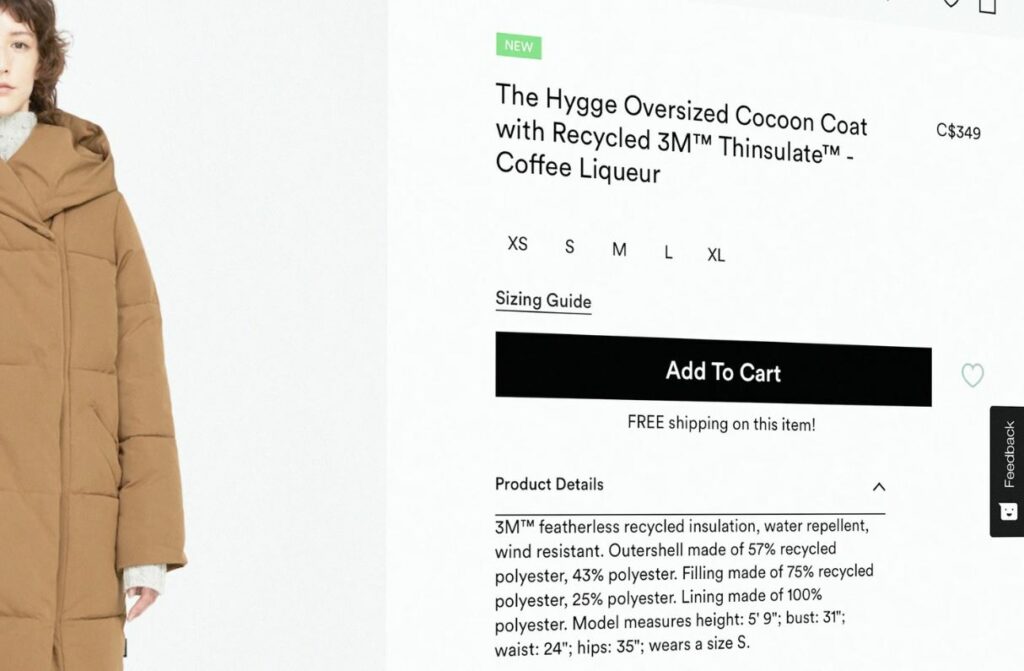 NEW
The Hygge Oversized Cocoon Coat
with Recycled 3M™ Thinsulate™ -
Coffee Liqueur
C$349
XS S M L XL
Sizing Guide
Add To Cart
FREE shipping on this item!
Feedback
Product Details
3M™ featherless recycled insulation, water repellent,
wind resistant. Outershell made of 57% recycled
polyester, 43% polyester. Filling made of 75% recycled
polyester, 25% polyester. Lining made of 100%
polyester. Model measures height: 5' 9"; bust: 31";
waist: 24"; hips: 35"; wears a size S.